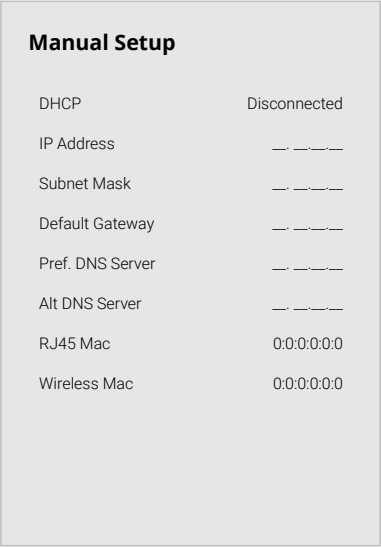 Manual Setup
DHCP Disconnected
IP Address __. __.__.__
Subnet Mask __. __.__.__
Default Gateway __. __.__.__
Pref. DNS Server __. __.__.__
Alt DNS Server __. __.__.__
RJ45 Mac 0:0:0:0:0:0
Wireless Mac 0:0:0:0:0:0